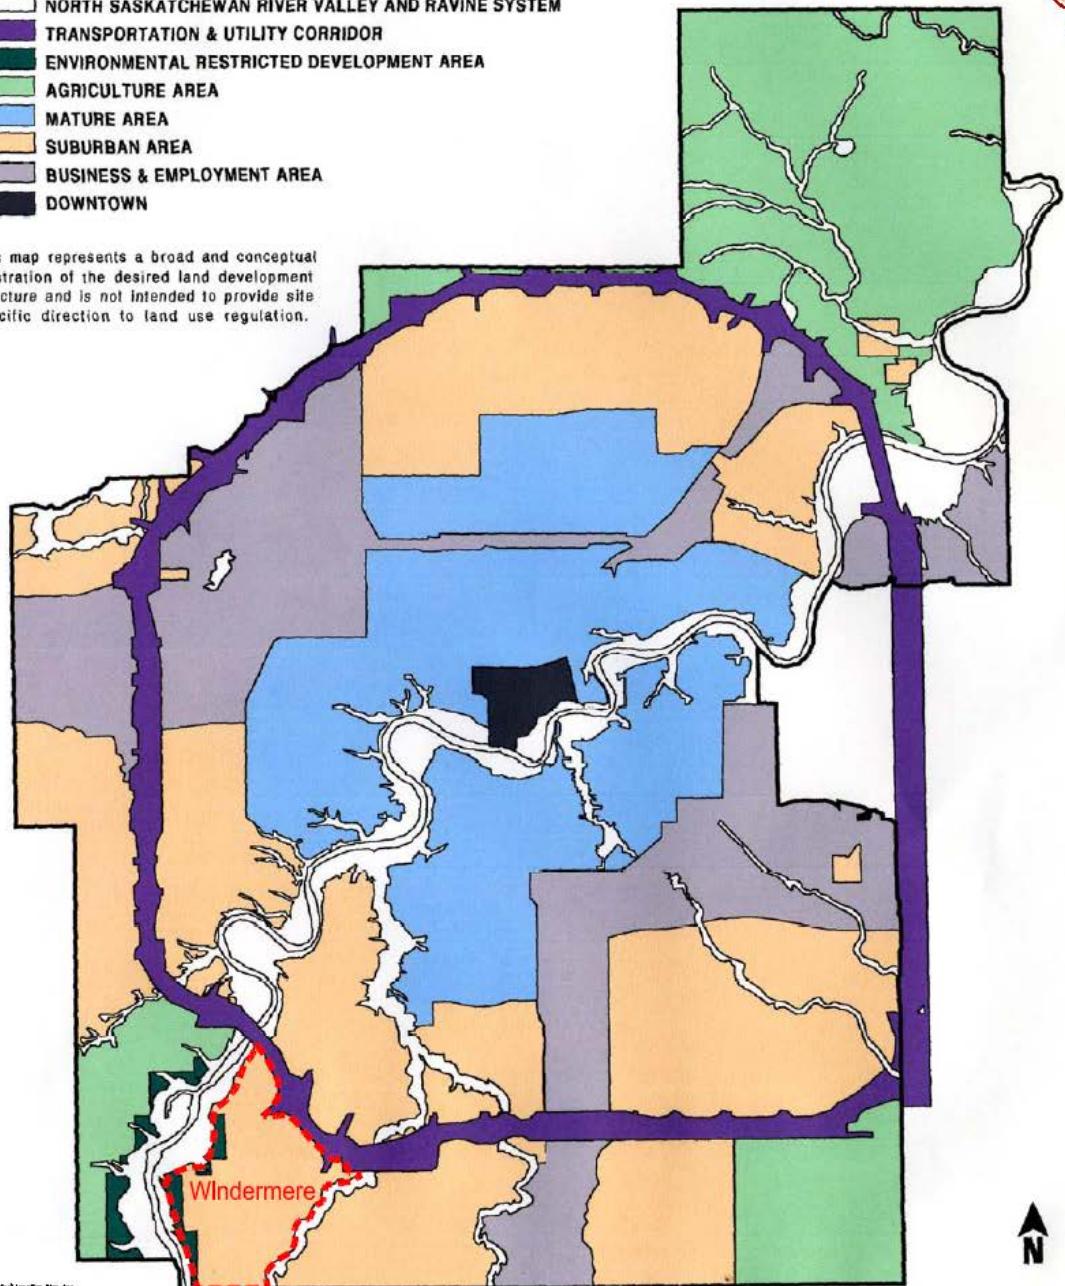 NORTH SASKATCHEWAN RIVER VALLEY AND RAVINE SYSTEM
TRANSPORTATION & UTILITY CORRIDOR
ENVIRONMENTAL RESTRICTED DEVELOPMENT AREA
AGRICULTURE AREA
MATURE AREA
SUBURBAN AREA
BUSINESS & EMPLOYMENT AREA
DOWNTOWN
map represents a broad and conceptual
stration of the desired land development
cture and is not intended to provide site
cific direction to land use regulation.
Windermere
N